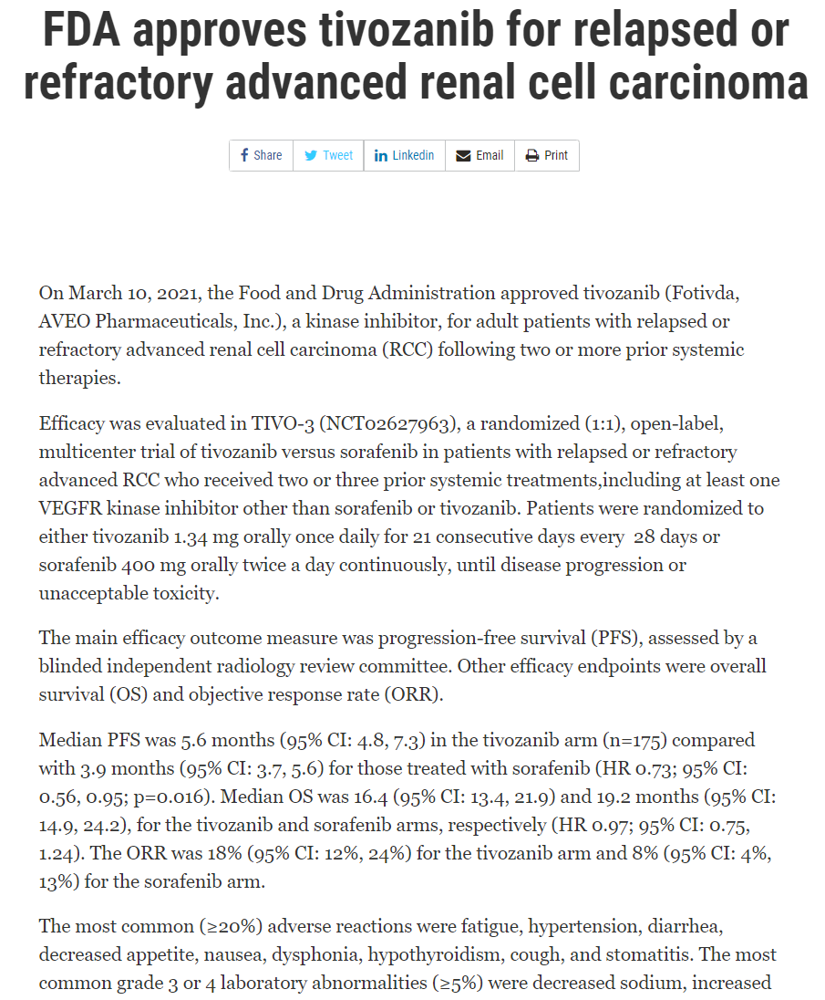 FDA approves tivozanib for relapsed or
refractory advanced renal cell carcinoma
Share Tweet Linkedin Email Print
On March 10, 2021, the Food and Drug Administration approved tivozanib (Fotivda,
AVEO Pharmaceuticals, Inc.), a kinase inhibitor, for adult patients with relapsed or
refractory advanced renal cell carcinoma (RCC) following two or more prior systemic
therapies.
Efficacy was evaluated in TIVO-3 (NCT02627963), a randomized (1:1), open-label,
multicenter trial of tivozanib versus sorafenib in patients with relapsed or refractory
advanced RCC who received two or three prior systemic treatments,including at least one
VEGFR kinase inhibitor other than sorafenib or tivozanib. Patients were randomized to
either tivozanib 1.34 mg orally once daily for 21 consecutive days every  28 days or
sorafenib 400 mg orally twice a day continuously, until disease progression or
unacceptable toxicity.
The main efficacy outcome measure was progression-free survival (PFS), assessed by a
blinded independent radiology review committee. Other efficacy endpoints were overall
survival (OS) and objective response rate (ORR).
Median PFS was 5.6 months (95% CI: 4.8, 7.3) in the tivozanib arm (n=175) compared
with 3.9 months (95% CI: 3.7, 5.6) for those treated with sorafenib (HR 0.73; 95% CI:
0.56, 0.95; p=0.016). Median OS was 16.4 (95% CI: 13.4, 21.9) and 19.2 months (95% CI:
14.9, 24.2), for the tivozanib and sorafenib arms, respectively (HR 0.97; 95% CI: 0.75,
1.24). The ORR was 18% (95% CI: 12%, 24%) for the tivozanib arm and 8% (95% CI: 4%,
13%) for the sorafenib arm.
The most common (≥20%) adverse reactions were fatigue, hypertension, diarrhea,
decreased appetite, nausea, dysphonia, hypothyroidism, cough, and stomatitis. The most
common grade 3 or 4 laboratory abnormalities (≥5%) were decreased sodium, increased